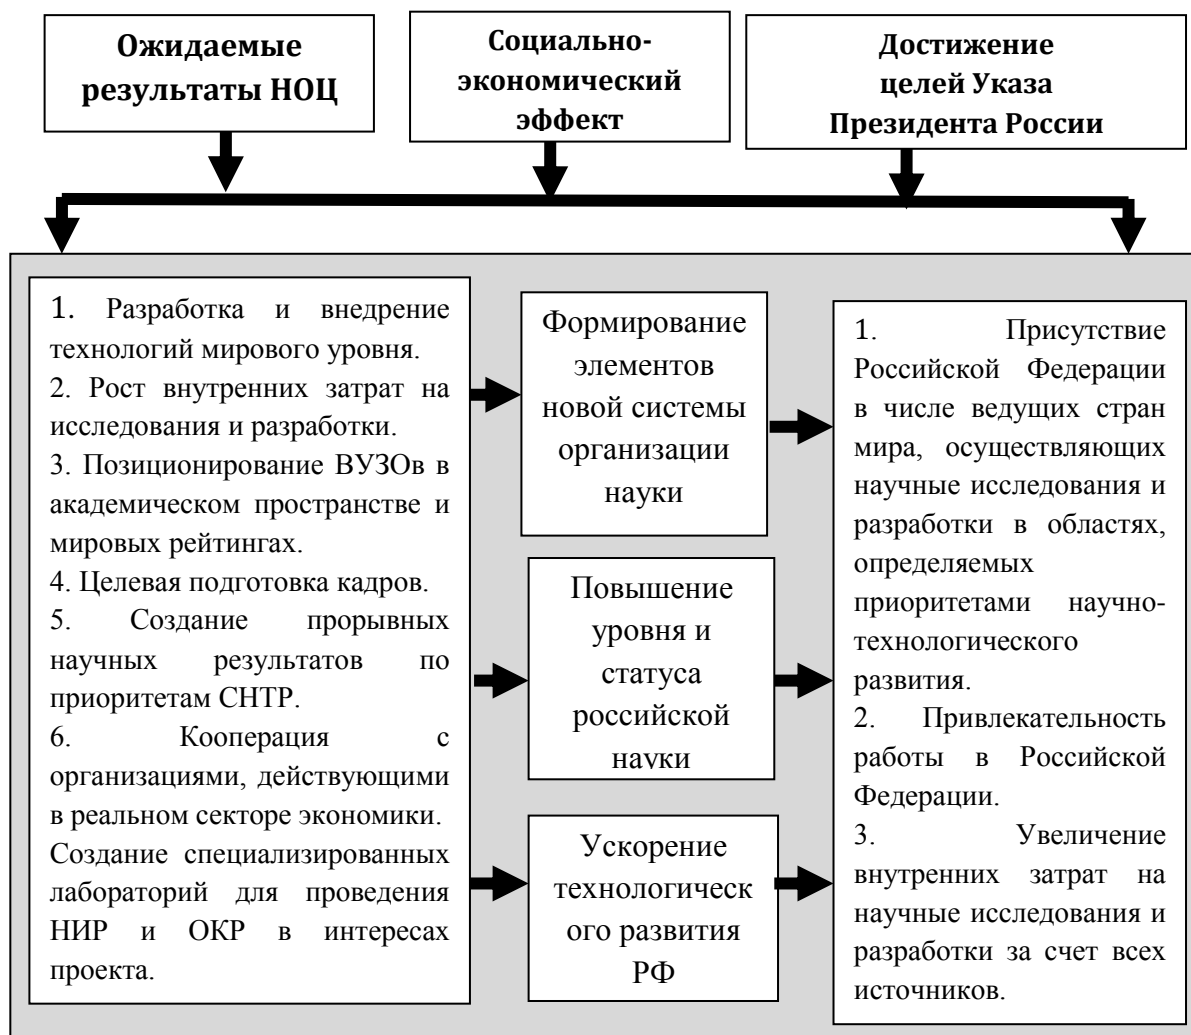 Ожидаемые
результаты НОЦ
Социально-
экономический
эффект
Достижение
целей Указа
Президента России
1. Разработка и внедрение
технологий мирового уровня.
2. Рост внутренних затрат на
исследования и разработки.
3. Позиционирование ВУЗОв в
академическом пространстве и
мировых рейтингах.
4. Целевая подготовка кадров.
5. Создание прорывных
научных результатов по
приоритетам СНТР.
6. Кооперация с
организациями, действующими
в реальном секторе экономики.
Создание специализированных
лабораторий для проведения
НИР и ОКР в интересах
проекта.
Формирование
элементов
новой системы
организации
науки
Повышение
уровня и
статуса
российской
науки
Ускорение
технологическ
ого развития
РФ
1. Присутствие
Российской Федерации
в числе ведущих стран
мира, осуществляющих
научные исследования и
разработки в областях,
определяемых
приоритетами научно-
технологического
развития.
2. Привлекательность
работы в Российской
Федерации.
3. Увеличение
внутренних затрат на
научные исследования и
разработки за счет всех
источников.